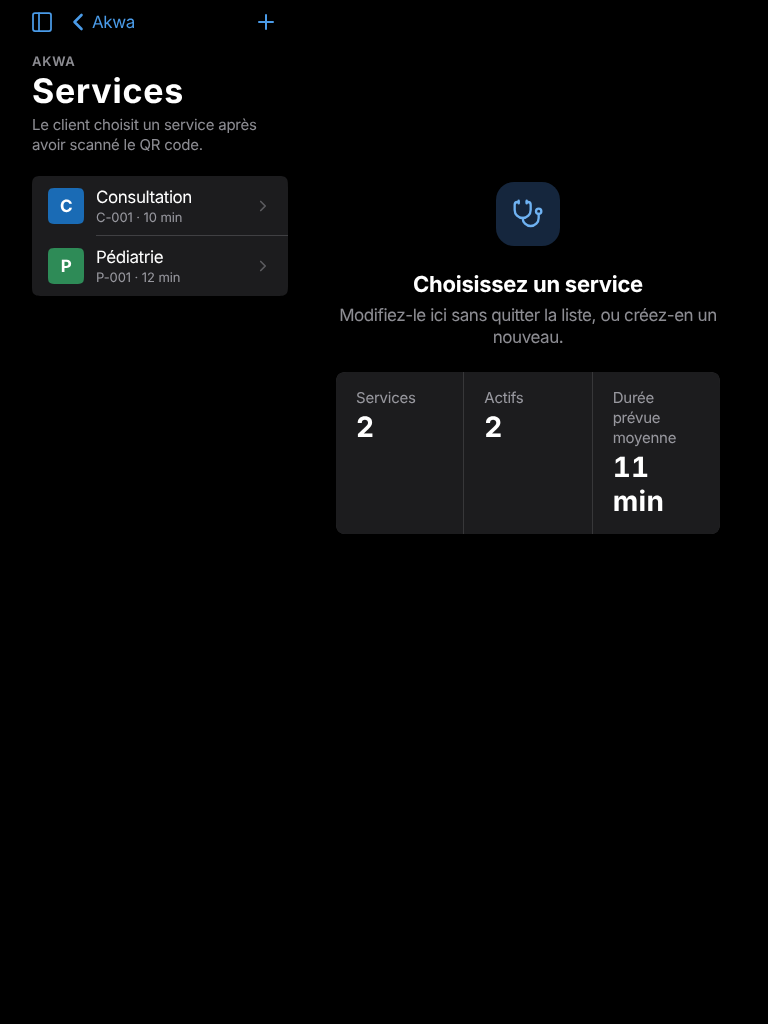 Akwa
AKWA
Services
Le client choisit un service après
avoir scanné le QR code.
C
Consultation
C-001 · 10 min
P
Pédiatrie
P-001 · 12 min
Choisissez un service
Modifiez-le ici sans quitter la liste, ou créez-en un
nouveau.
Services
2
Actifs
2
Durée
prévue
moyenne
11
min